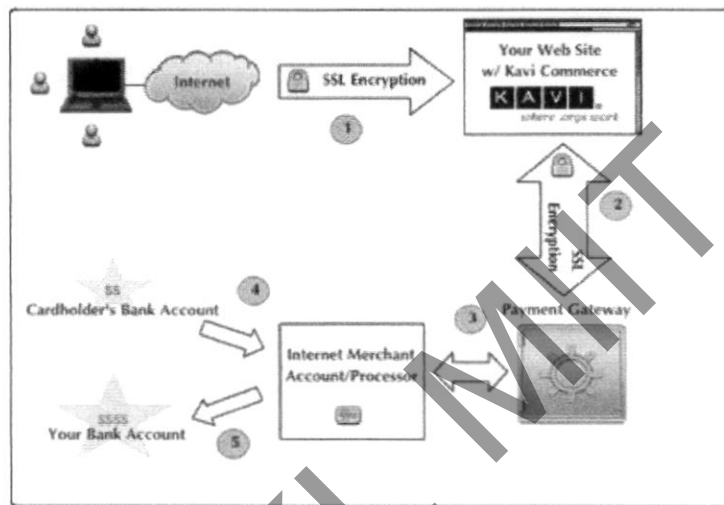 Internet
SSL Encryption
1
Your Web Site
w/ Kavi Commerce
KAVI
where .orgs work
2
SSL
Encryption
$$
Cardholder's Bank Account
4
3
Payment Gateway
Internet Merchant
Account/Processor
$$$$
Your Bank Account
5